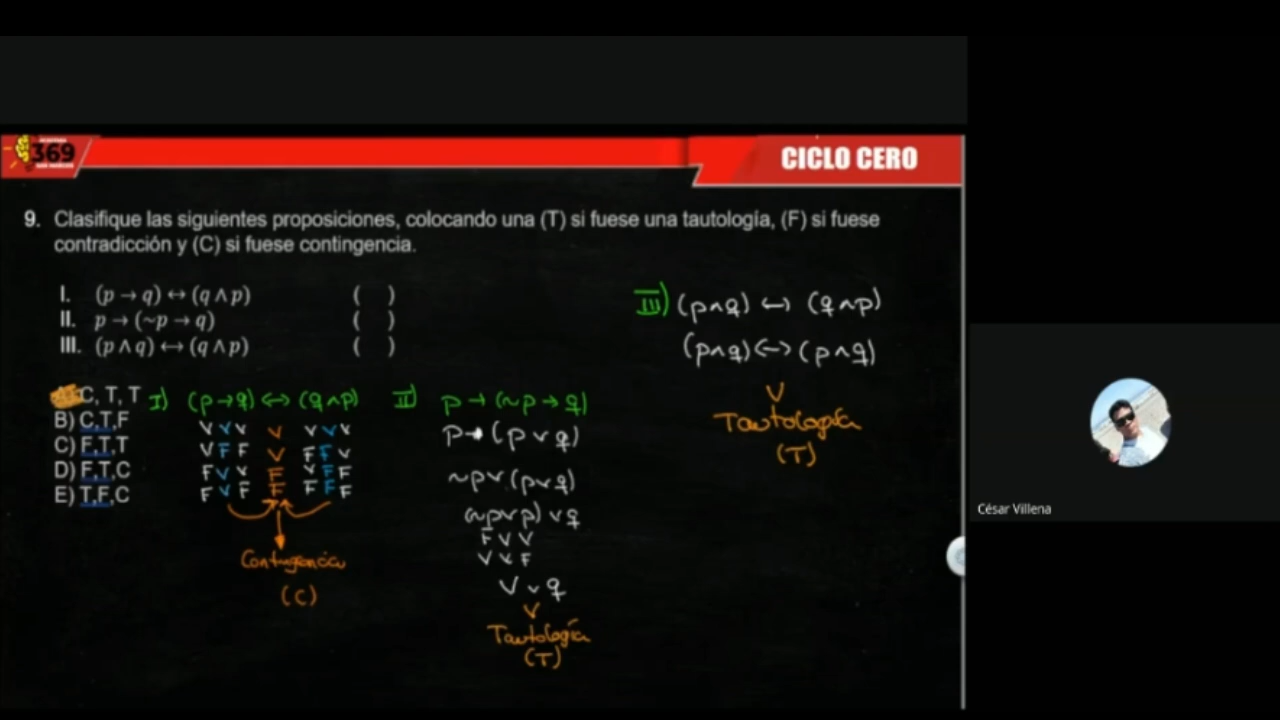 369
CICLO CERO
9. Clasifique las siguientes proposiciones, colocando una (T) si fuese una tautología, (F) si fuese
contradicción y (C) si fuese contingencia.
I. (p → q) ↔ (q ∧ p) ( )
II. p → (~p → q) ( )
III. (p ∧ q) ↔ (q ∧ p) ( )
C, T, T
B) C,T,F
C) F,T,T
D) F,T,C
E) T,F,C
I) (p→q) ↔ (q∧p)
V V V V V V V
V F F V F F V
F V V F V F F
F V F F F F F
Contingencia
(C)
II) p → (~p → q)
p → (p ∨ q)
~p ∨ (p ∨ q)
(~p ∨ p) ∨ q
F V V
V V F
V ∨ q
V
Tautología
(T)
III) (p∧q) ↔ (q∧p)
(p∧q) ↔ (p∧q)
V
Tautología
(T)
César Villena